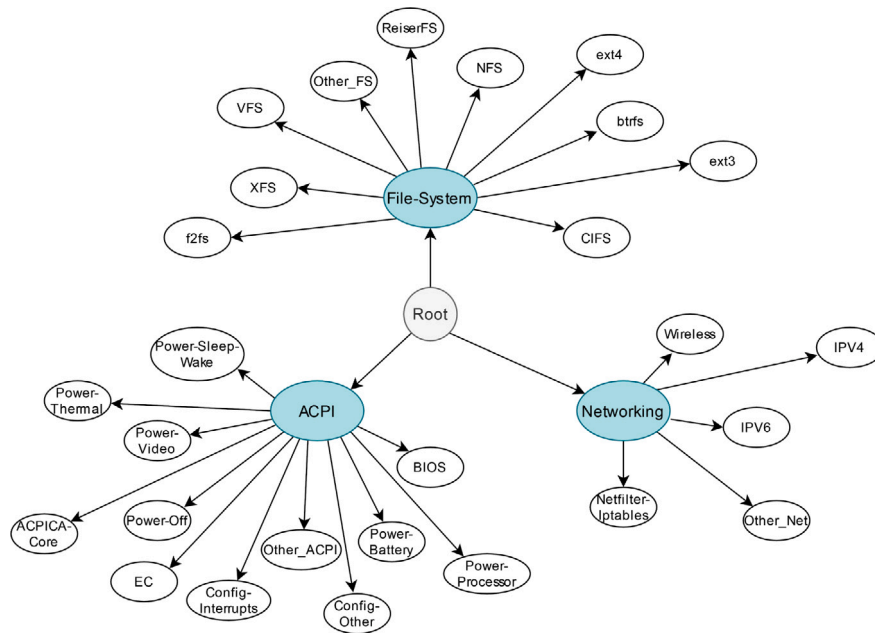 ReiserFS
ext4
NFS
Other_FS
VFS
btrfs
ext3
XFS
File-System
f2fs
CIFS
Root
Wireless
Power-Sleep-
Wake
IPV4
Power-
Thermal
ACPI
Networking
Power-
Video
IPV6
BIOS
Netfilter-
Iptables
ACPICA-
Core
Power-Off
Other_Net
Other_ACPI
Power-
Battery
EC
Power-
Processor
Config-
Interrupts
Config-
Other